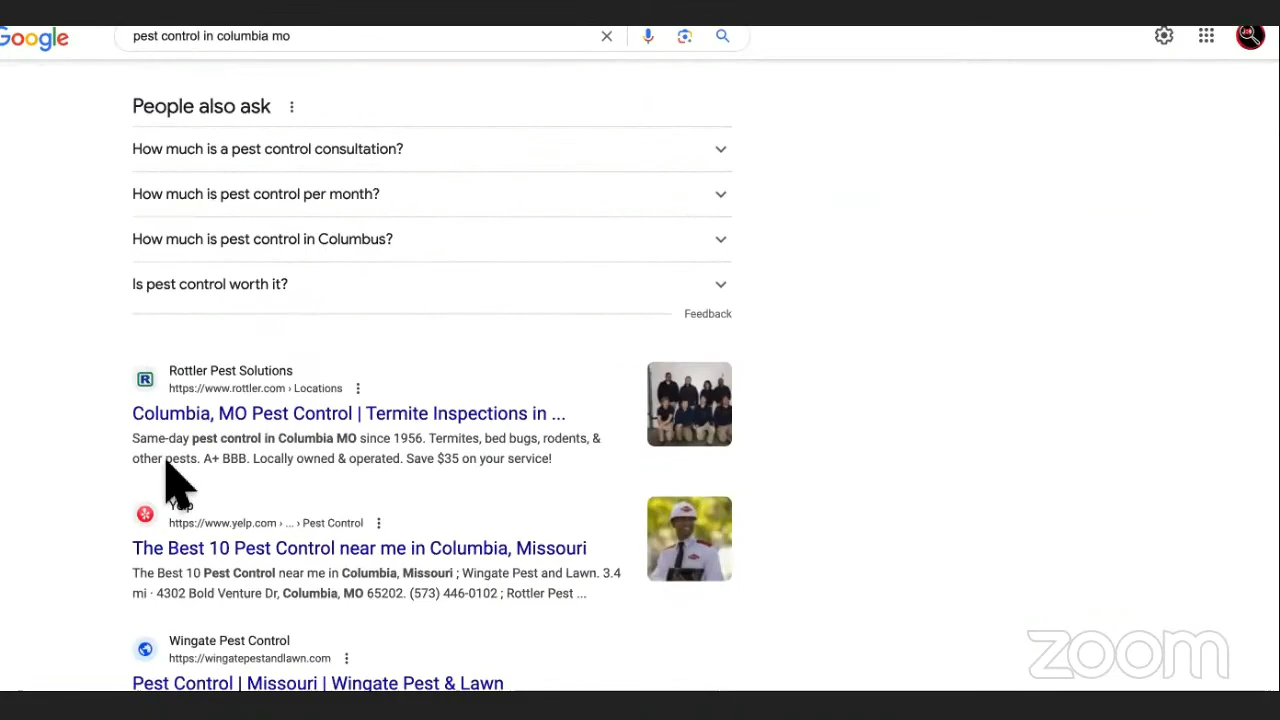 Google
pest control in columbia mo
People also ask
How much is a pest control consultation?
How much is pest control per month?
How much is pest control in Columbus?
Is pest control worth it?
Feedback
Rottler Pest Solutions
https://www.rottler.com › Locations
Columbia, MO Pest Control | Termite Inspections in ...
Same-day pest control in Columbia MO since 1956. Termites, bed bugs, rodents, &
other pests. A+ BBB. Locally owned & operated. Save $35 on your service!
Yelp
https://www.yelp.com › ... › Pest Control
The Best 10 Pest Control near me in Columbia, Missouri
The Best 10 Pest Control near me in Columbia, Missouri ; Wingate Pest and Lawn. 3.4
mi · 4302 Bold Venture Dr, Columbia, MO 65202. (573) 446-0102 ; Rottler Pest ...
Wingate Pest Control
https://wingatepestandlawn.com
Pest Control | Missouri | Wingate Pest & Lawn
zoom